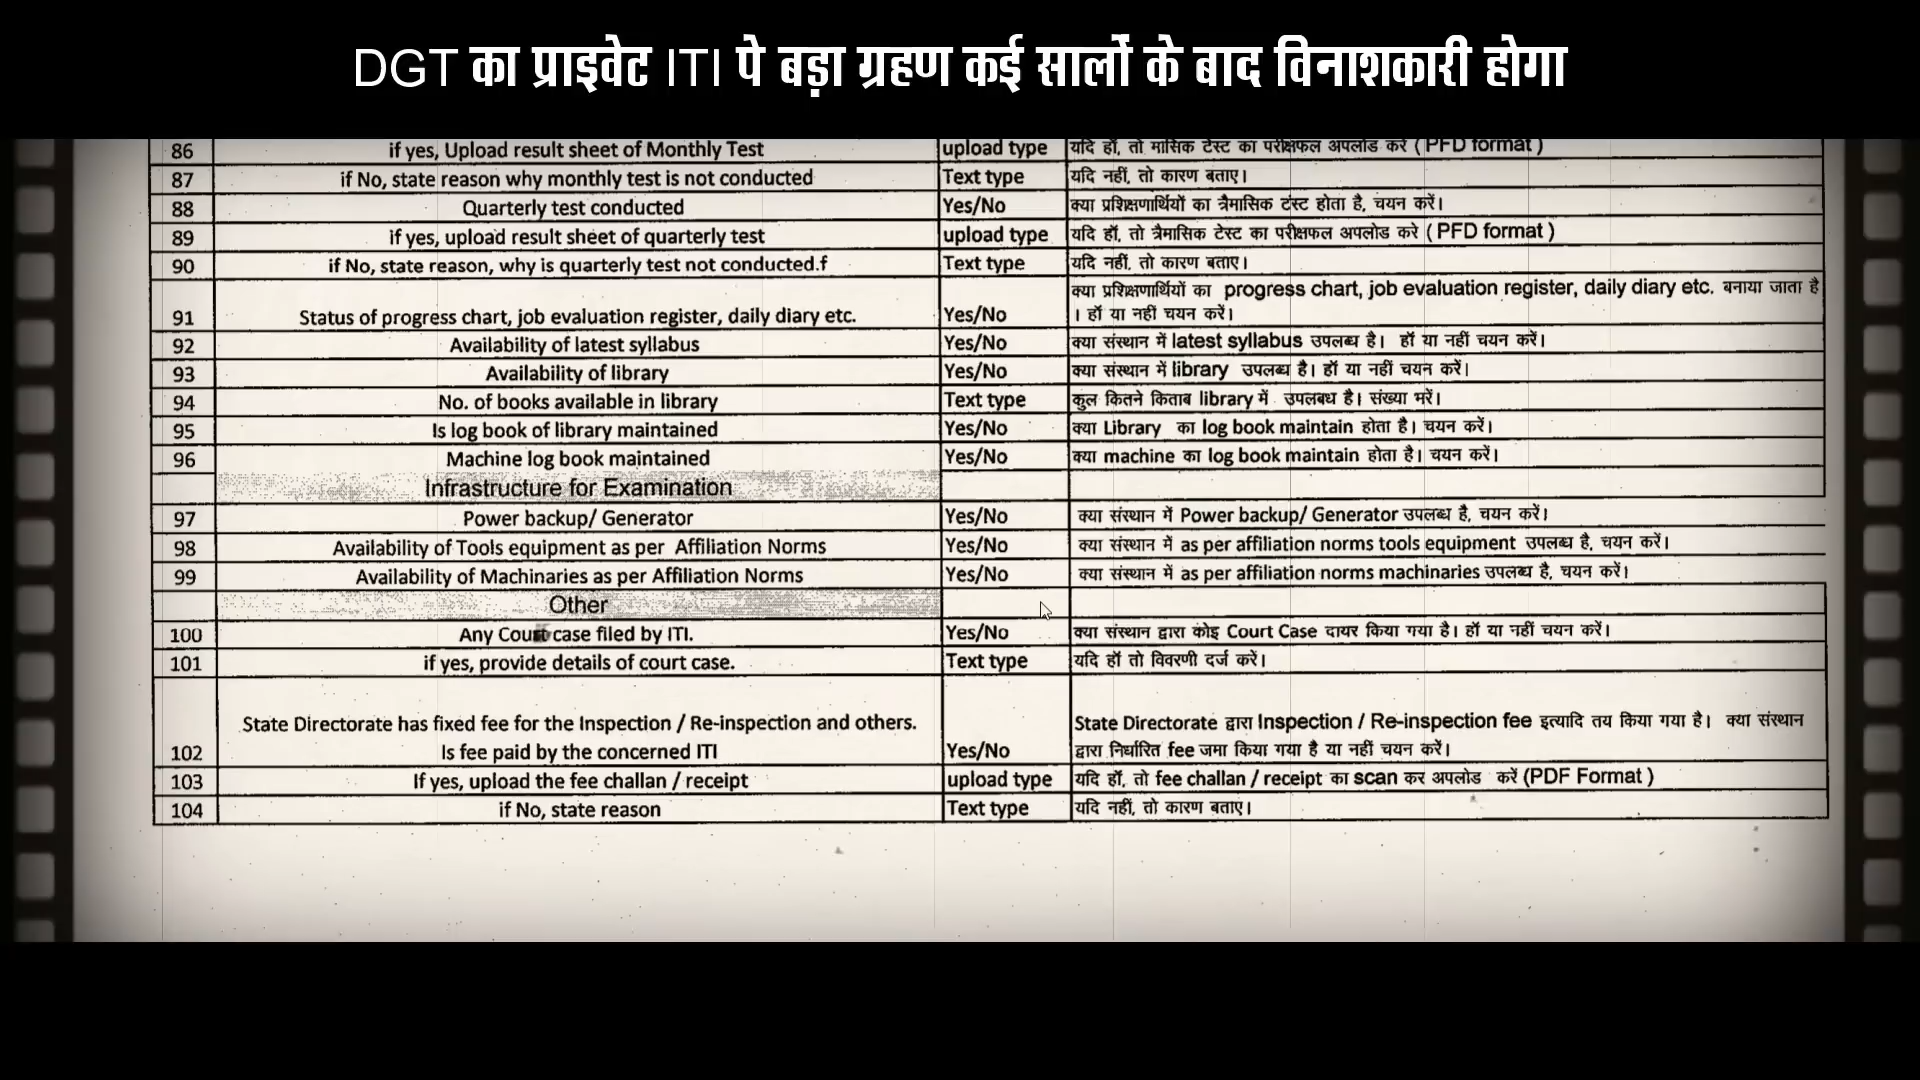 DGT का प्राइवेट ITI पे बड़ा ग्रहण कई सालों के बाद विनाशकारी होगा
86 if yes, Upload result sheet of Monthly Test upload type यदि हॉ, तो मासिक टेस्ट का परीक्षफल अपलोड करे ( PFD format )
87 if No, state reason why monthly test is not conducted Text type यदि नहीं, तो कारण बताए।
88 Quarterly test conducted Yes/No क्या प्रशिक्षणार्थियों का त्रैमासिक टेस्ट होता है, चयन करें।
89 if yes, upload result sheet of quarterly test upload type यदि हॉ, तो त्रैमासिक टेस्ट का परीक्षफल अपलोड करे ( PFD format )
90 if No, state reason, why is quarterly test not conducted.f Text type यदि नहीं, तो कारण बताए।
क्या प्रशिक्षणार्थियों का progress chart, job evaluation register, daily diary etc. बनाया जाता है
91 Status of progress chart, job evaluation register, daily diary etc. Yes/No । हॉ या नहीं चयन करें।
92 Availability of latest syllabus Yes/No क्या संस्थान में latest syllabus उपलब्ध है। हॉ या नहीं चयन करें।
93 Availability of library Yes/No क्या संस्थान में library उपलब्ध है। हॉ या नहीं चयन करें।
94 No. of books available in library Text type कुल कितने किताब library में उपलबध है। संख्या भरें।
95 Is log book of library maintained Yes/No क्या Library का log book maintain होता है। चयन करें।
96 Machine log book maintained Yes/No क्या machine का log book maintain होता है। चयन करें।
Infrastructure for Examination
97 Power backup/ Generator Yes/No क्या संस्थान में Power backup/ Generator उपलब्ध है, चयन करें।
98 Availability of Tools equipment as per Affiliation Norms Yes/No क्या संस्थान में as per affiliation norms tools equipment उपलब्ध है, चयन करें।
99 Availability of Machinaries as per Affiliation Norms Yes/No क्या संस्थान में as per affiliation norms machinaries उपलब्ध है, चयन करें।
Other
100 Any Court case filed by ITI. Yes/No क्या संस्थान द्वारा कोइ Court Case दायर किया गया है। हॉ या नहीं चयन करें।
101 if yes, provide details of court case. Text type यदि हॉ तो विवरणी दर्ज करें।
State Directorate has fixed fee for the Inspection / Re-inspection and others. State Directorate द्वारा Inspection / Re-inspection fee इत्यादि तय किया गया है। क्या संस्थान
102 Is fee paid by the concerned ITI Yes/No द्वारा निर्धारित fee जमा किया गया है या नहीं चयन करें।
103 If yes, upload the fee challan / receipt upload type यदि हॉ, तो fee challan / receipt का scan कर अपलोड करें (PDF Format )
104 if No, state reason Text type यदि नहीं, तो कारण बताए।